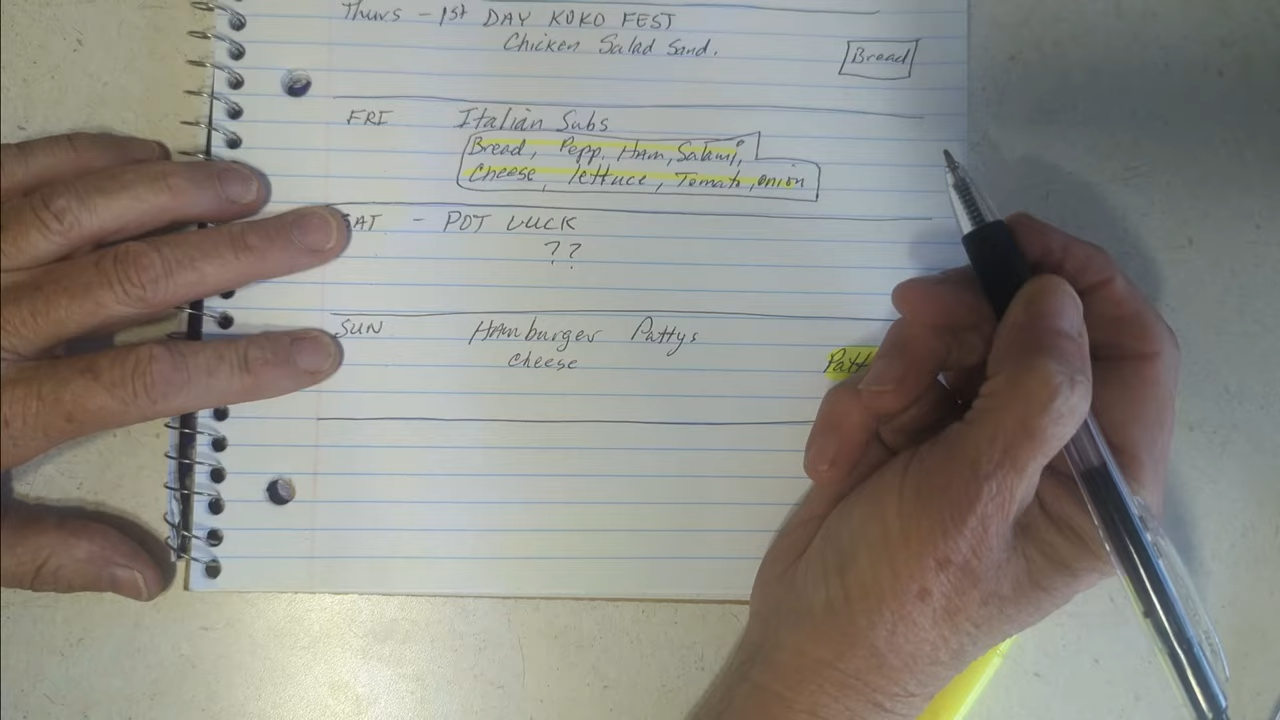 Thurs - 1st DAY KOKO FEST
Chicken Salad Sand.
Bread
FRI Italian Subs
Bread, Pepp, Ham, Salami,
Cheese, lettuce, Tomato, onion
SAT - POT LUCK
??
SUN Hamburger Pattys
Cheese
Patt